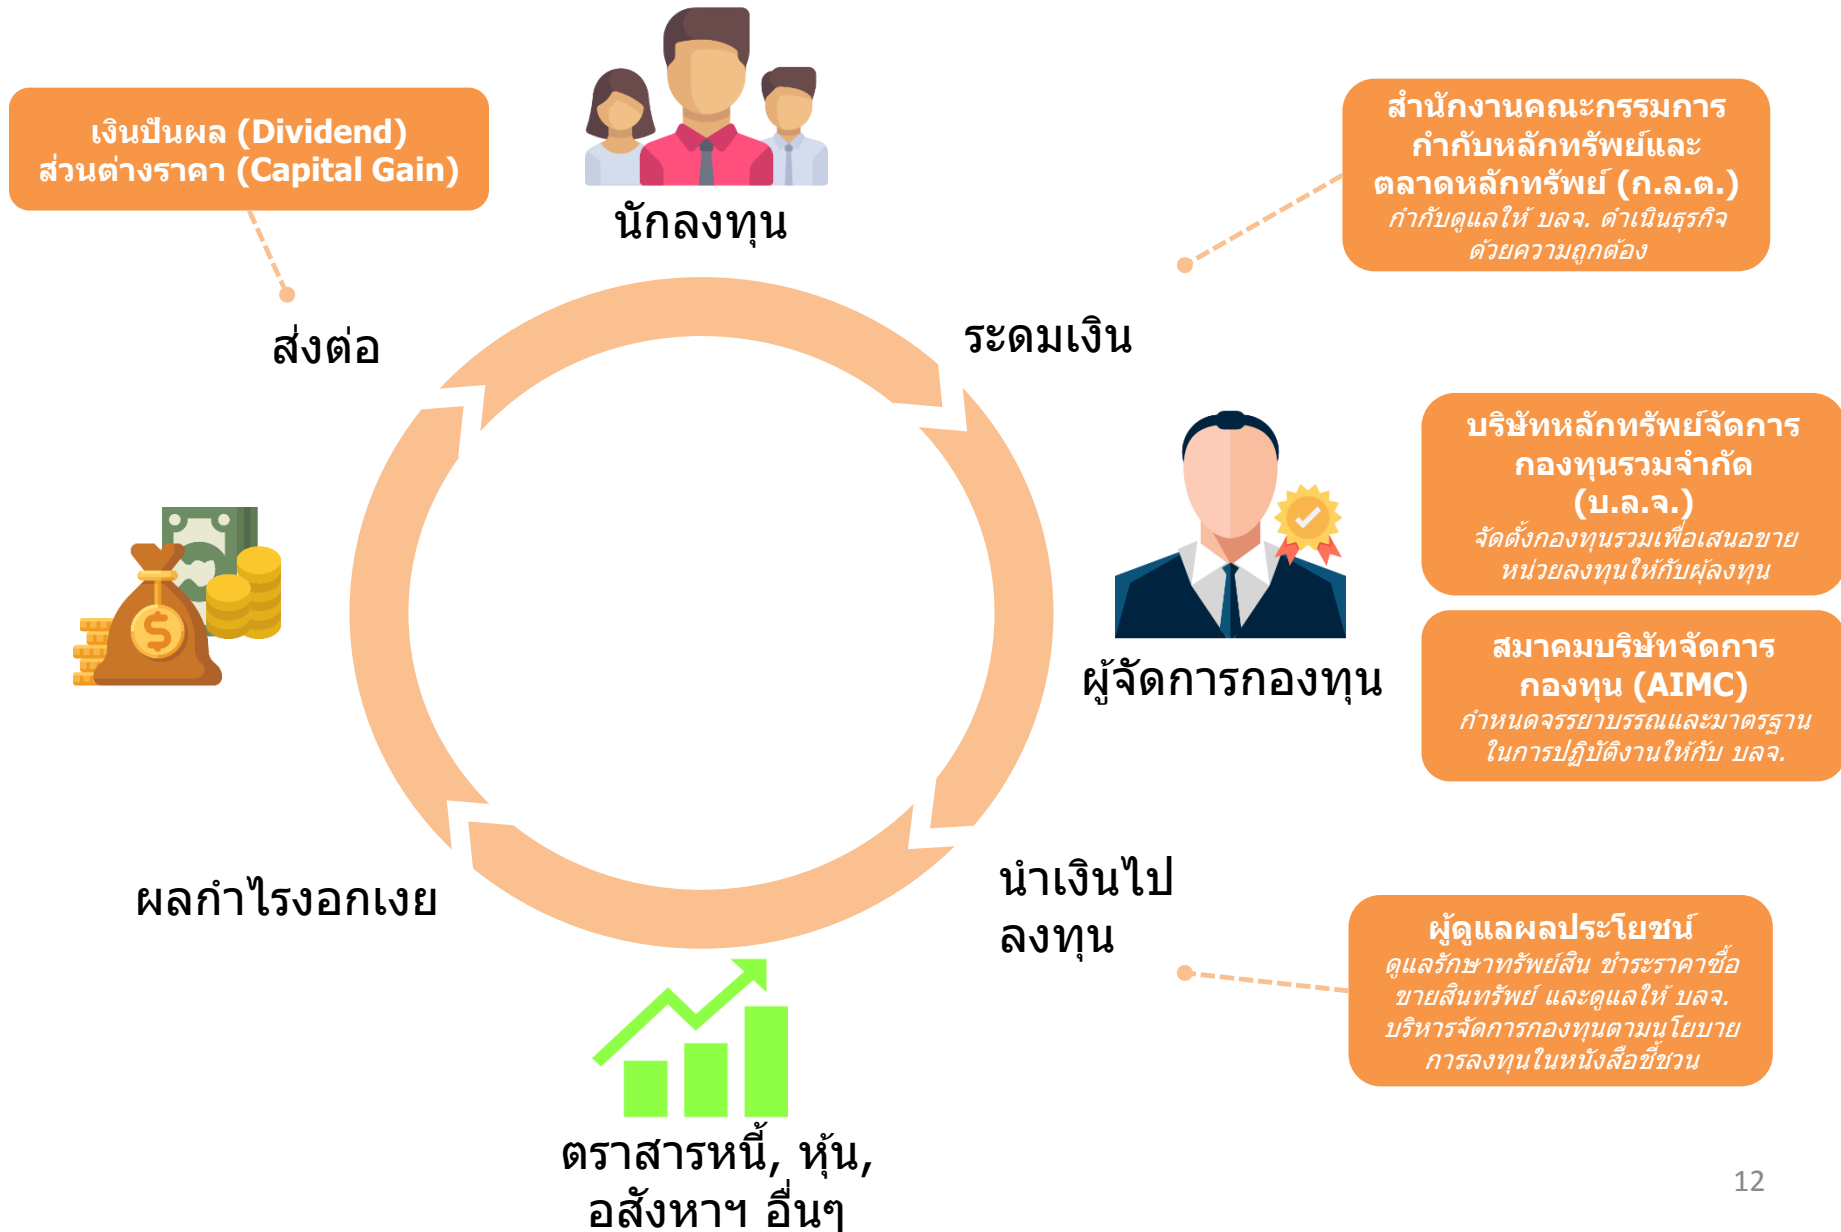 เงินปันผล (Dividend)
ส่วนต่างราคา (Capital Gain)
นักลงทุน
สำนักงานคณะกรรมการ
กำกับหลักทรัพย์และ
ตลาดหลักทรัพย์ (ก.ล.ต.)
กำกับดูแลให้ บลจ. ดำเนินธุรกิจ
ด้วยความถูกต้อง
ส่งต่อ
ระดมเงิน
บริษัทหลักทรัพย์จัดการ
กองทุนรวมจำกัด
(บ.ล.จ.)
จัดตั้งกองทุนรวมเพื่อเสนอขาย
หน่วยลงทุนให้กับผุ้ลงทุน
ผู้จัดการกองทุน
สมาคมบริษัทจัดการ
กองทุน (AIMC)
กำหนดจรรยาบรรณและมาตรฐาน
ในการปฏิบัติงานให้กับ บลจ.
ผลกำไรงอกเงย
นำเงินไป
ลงทุน
ผู้ดูแลผลประโยชน์
ดูแลรักษาทรัพย์สิน ชำระราคาซื้อ
ขายสินทรัพย์ และดูแลให้ บลจ.
บริหารจัดการกองทุนตามนโยบาย
การลงทุนในหนังสือชี้ชวน
ตราสารหนี้, หุ้น,
อสังหาฯ อื่นๆ
12